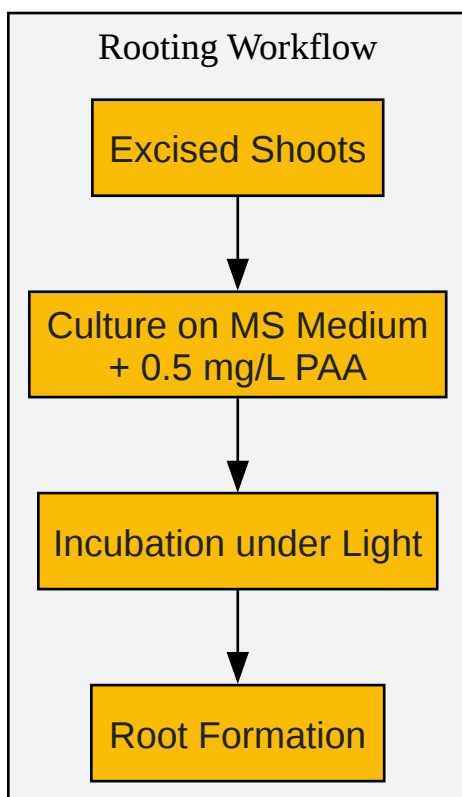 Rooting Workflow
Excised Shoots
Culture on MS Medium
+ 0.5 mg/L PAA
Incubation under Light
Root Formation